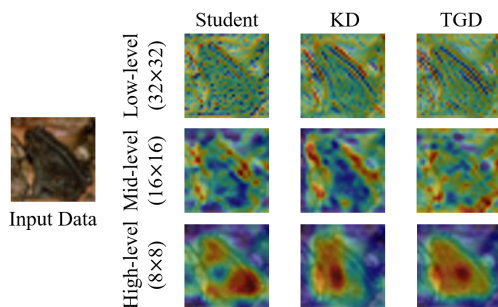 Student KD TGD
Low-level
(32×32)
Mid-level
(16×16)
Input Data
High-level
(8×8)